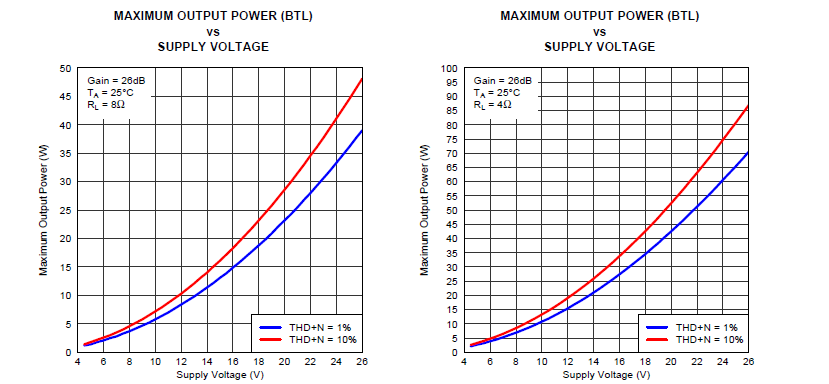 MAXIMUM OUTPUT POWER (BTL)
vs
SUPPLY VOLTAGE
Maximum Output Power (W)
50
45
40
35
30
25
20
15
10
5
0
Gain = 26dB
TA = 25°C
RL = 8Ω
THD+N = 1%
THD+N = 10%
4 6 8 10 12 14 16 18 20 22 24 26
Supply Voltage (V)
MAXIMUM OUTPUT POWER (BTL)
vs
SUPPLY VOLTAGE
Maximum Output Power (W)
100
95
90
85
80
75
70
65
60
55
50
45
40
35
30
25
20
15
10
5
0
Gain = 26dB
TA = 25°C
RL = 4Ω
THD+N = 1%
THD+N = 10%
4 6 8 10 12 14 16 18 20 22 24 26
Supply Voltage (V)